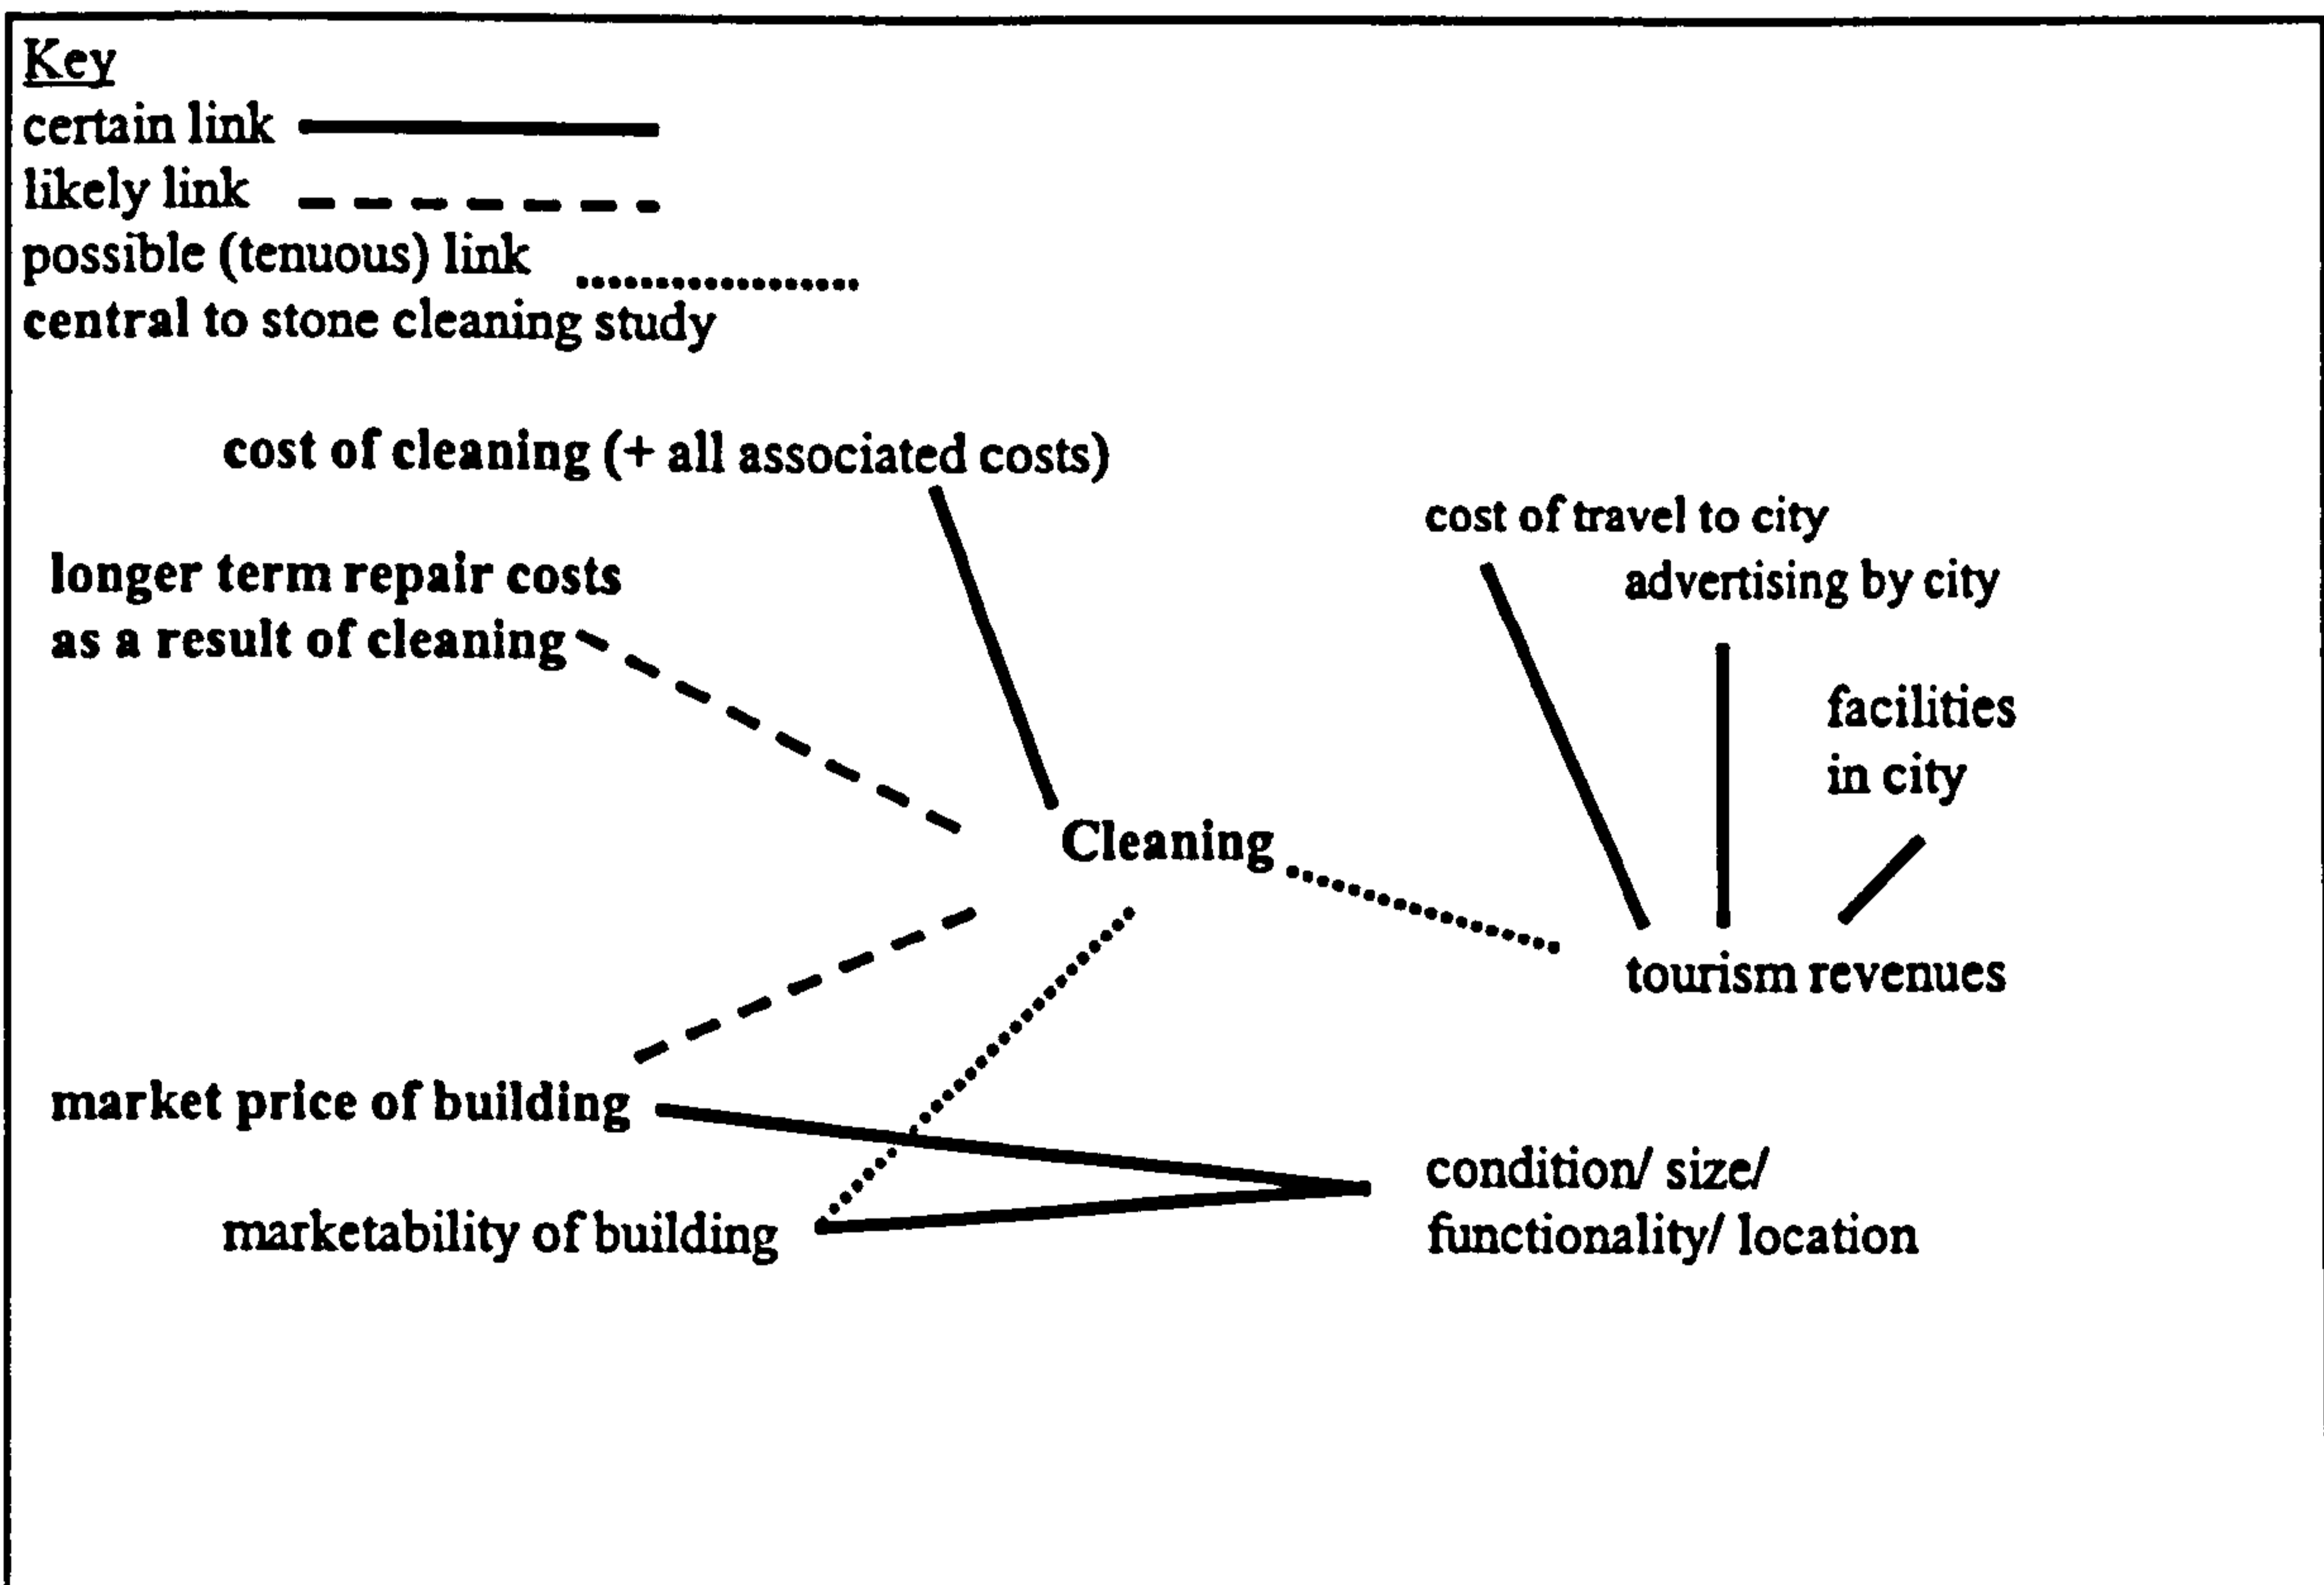 Key
certain link
likely link
possible (tenuous) link
central to stone cleaning study
cost of cleaning (+ all associated costs)
longer term repair costs
as a result of cleaning
cost of travel to city
advertising by city
facilities
in city
Cleaning
tourism revenues
market price of building
marketability of building
condition/ size/
functionality/ location